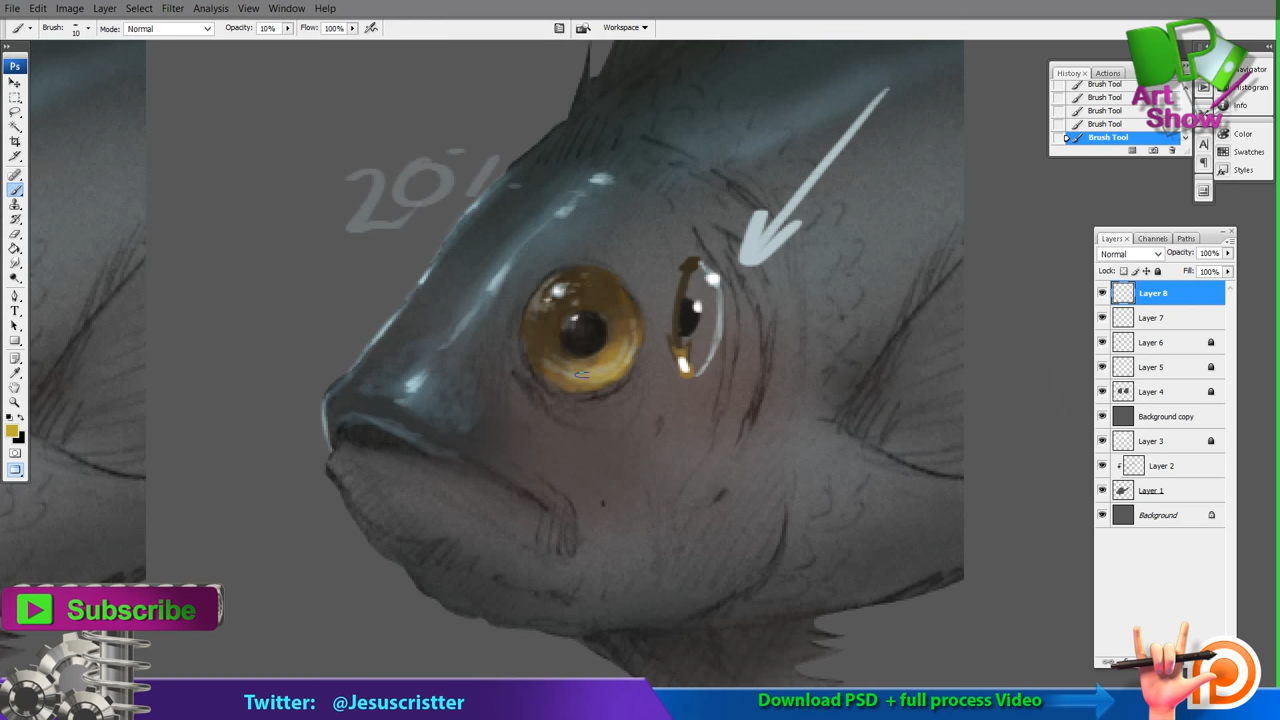 File Edit Image Layer Select Filter Analysis View Window Help
Brush: 10 Mode: Normal Opacity: 10% Flow: 100% Workspace
Ps
Art
Show
History Actions
Brush Tool
Brush Tool
Brush Tool
Brush Tool
Brush Tool
Navigator
Histogram
Info
Color
Swatches
Styles
Layers Channels Paths
Normal Opacity: 100%
Lock: Fill: 100%
Layer 8
Layer 7
Layer 6
Layer 5
Layer 4
Background copy
Layer 3
Layer 2
Layer 1
Background
Subscribe
Twitter: @Jesuscristter
Download PSD + full process Video